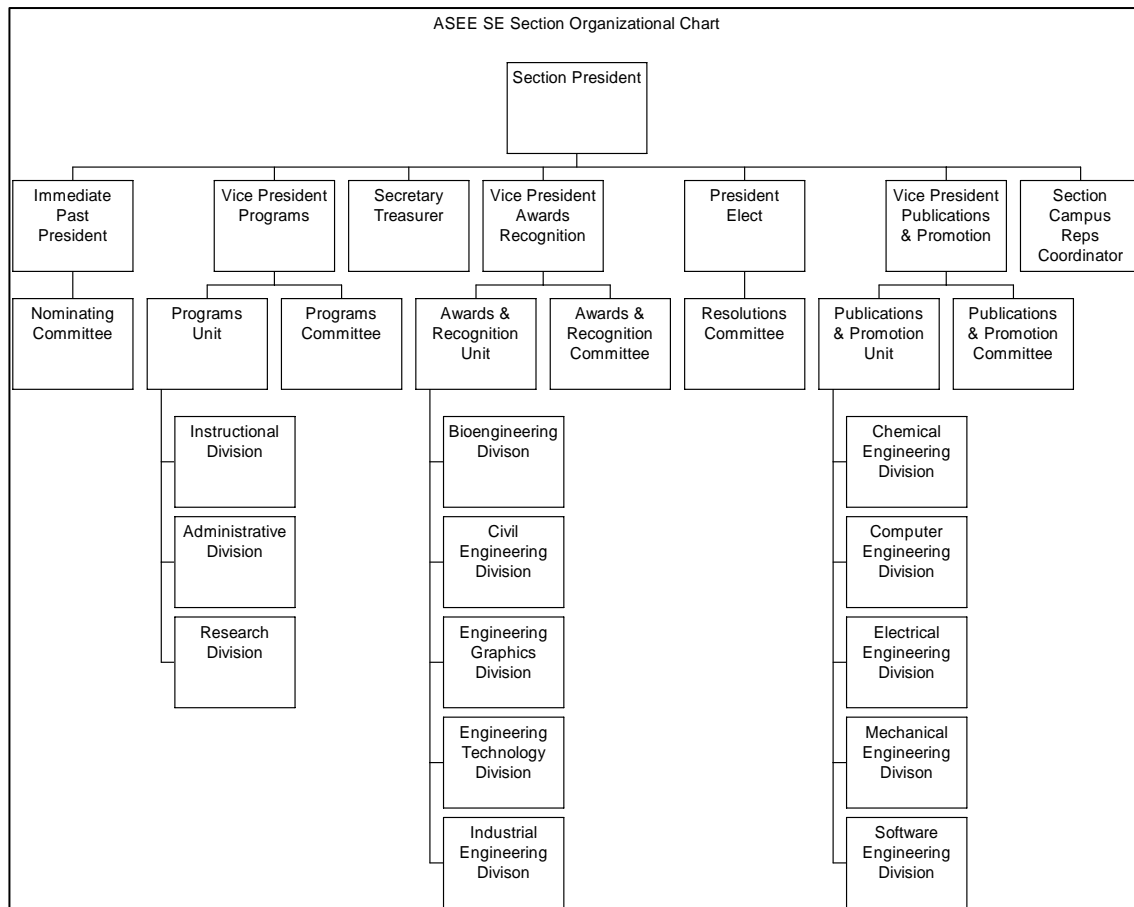 ASEE SE Section Organizational Chart
Section President
Immediate
Past
President
Vice President
Programs
Secretary
Treasurer
Vice President
Awards
Recognition
President
Elect
Vice President
Publications
& Promotion
Section
Campus
Reps
Coordinator
Nominating
Committee
Programs
Unit
Programs
Committee
Awards &
Recognition
Unit
Awards &
Recognition
Committee
Resolutions
Committee
Publications
& Promotion
Unit
Publications
& Promotion
Committee
Instructional
Division
Administrative
Division
Research
Division
Bioengineering
Divison
Civil
Engineering
Division
Engineering
Graphics
Division
Engineering
Technology
Division
Industrial
Engineering
Divison
Chemical
Engineering
Division
Computer
Engineering
Division
Electrical
Engineering
Division
Mechanical
Engineering
Divison
Software
Engineering
Division